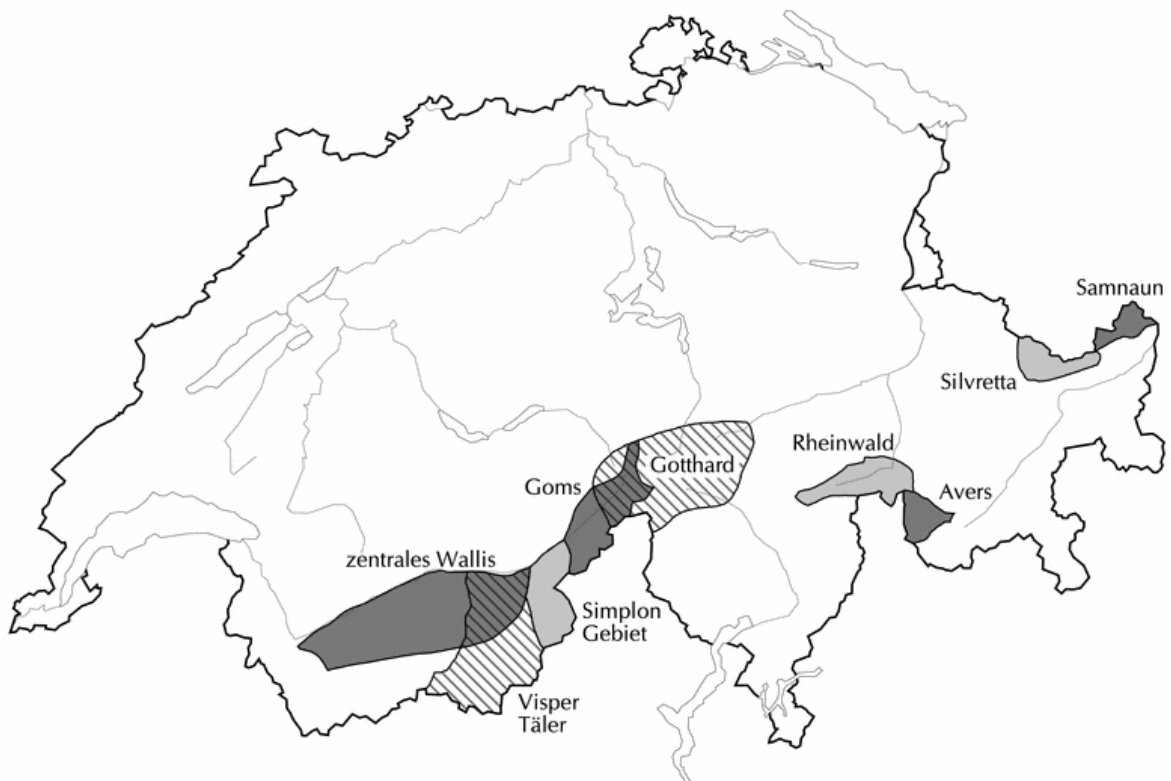 Samnaun
Silvretta
Rheinwald
Gotthard
Goms
Avers
zentrales Wallis
Simplon
Gebiet
Visper
Täler